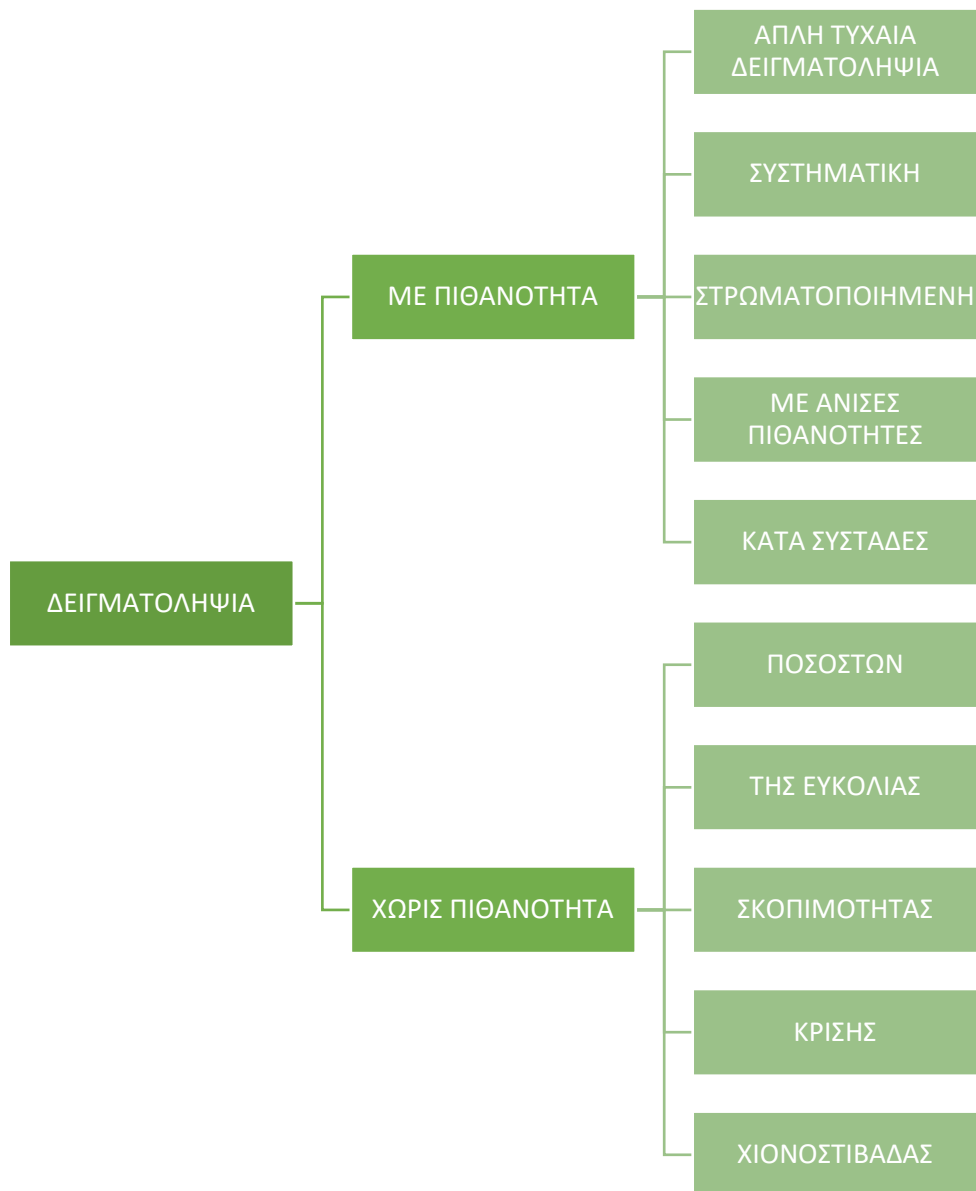 ΔΕΙΓΜΑΤΟΛΗΨΙΑ
ΜΕ ΠΙΘΑΝΟΤΗΤΑ
ΑΠΛΗ ΤΥΧΑΙΑ
ΔΕΙΓΜΑΤΟΛΗΨΙΑ
ΣΥΣΤΗΜΑΤΙΚΗ
ΣΤΡΩΜΑΤΟΠΟΙΗΜΕΝΗ
ΜΕ ΑΝΙΣΕΣ
ΠΙΘΑΝΟΤΗΤΕΣ
ΚΑΤΑ ΣΥΣΤΑΔΕΣ
ΧΩΡΙΣ ΠΙΘΑΝΟΤΗΤΑ
ΠΟΣΟΣΤΩΝ
ΤΗΣ ΕΥΚΟΛΙΑΣ
ΣΚΟΠΙΜΟΤΗΤΑΣ
ΚΡΙΣΗΣ
ΧΙΟΝΟΣΤΙΒΑΔΑΣ